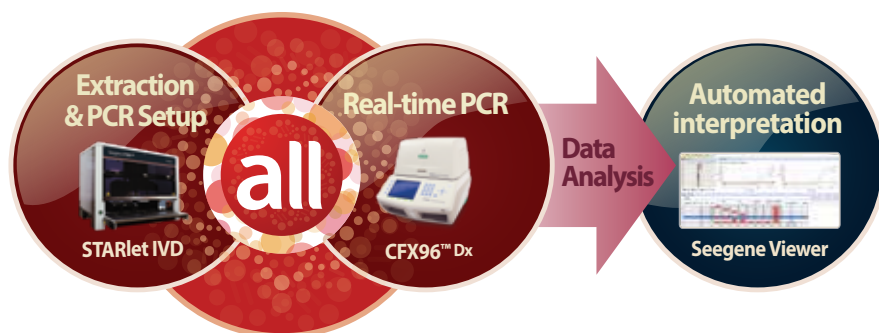 Extraction
& PCR Setup
STARlet IVD
all
Real-time PCR
CFX96™ Dx
Data
Analysis
Automated
interpretation
Seegene Viewer